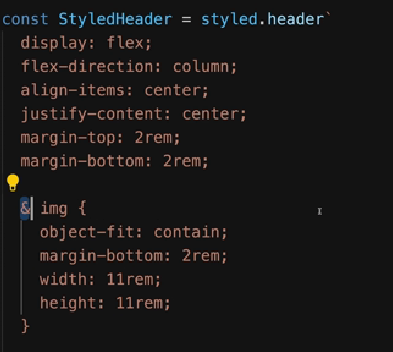 const StyledHeader = styled.header`
  display: flex;
  flex-direction: column;
  align-items: center;
  justify-content: center;
  margin-top: 2rem;
  margin-bottom: 2rem;

  & img {
    object-fit: contain;
    margin-bottom: 2rem;
    width: 11rem;
    height: 11rem;
  }